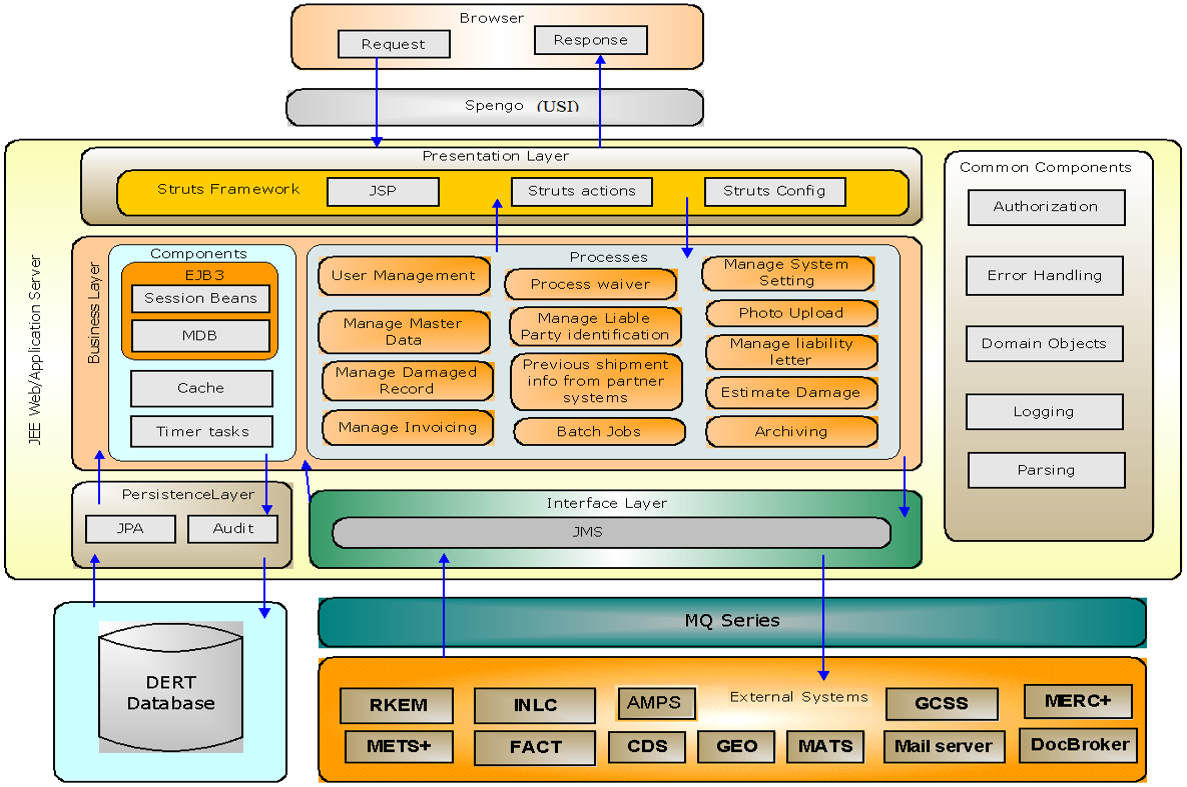 Browser
Request
Response
Spengo (USI)
JEE Web/Application Server
Presentation Layer
Struts Framework
JSP
Struts actions
Struts Config
Business Layer
Components
EJB3
Session Beans
MDB
Cache
Timer tasks
Processes
User Management
Manage Master
Data
Manage Damaged
Record
Manage Invoicing
Process waiver
Manage Liable
Party identification
Previous shipment
info from partner
systems
Batch Jobs
Manage System
Setting
Photo Upload
Manage liability
letter
Estimate Damage
Archiving
Common Components
Authorization
Error Handling
Domain Objects
Logging
Parsing
PersistenceLayer
JPA
Audit
Interface Layer
JMS
DERT
Database
MQ Series
External Systems
RKEM
INLC
AMPS
GCSS
MERC+
METS+
FACT
CDS
GEO
MATS
Mail server
DocBroker